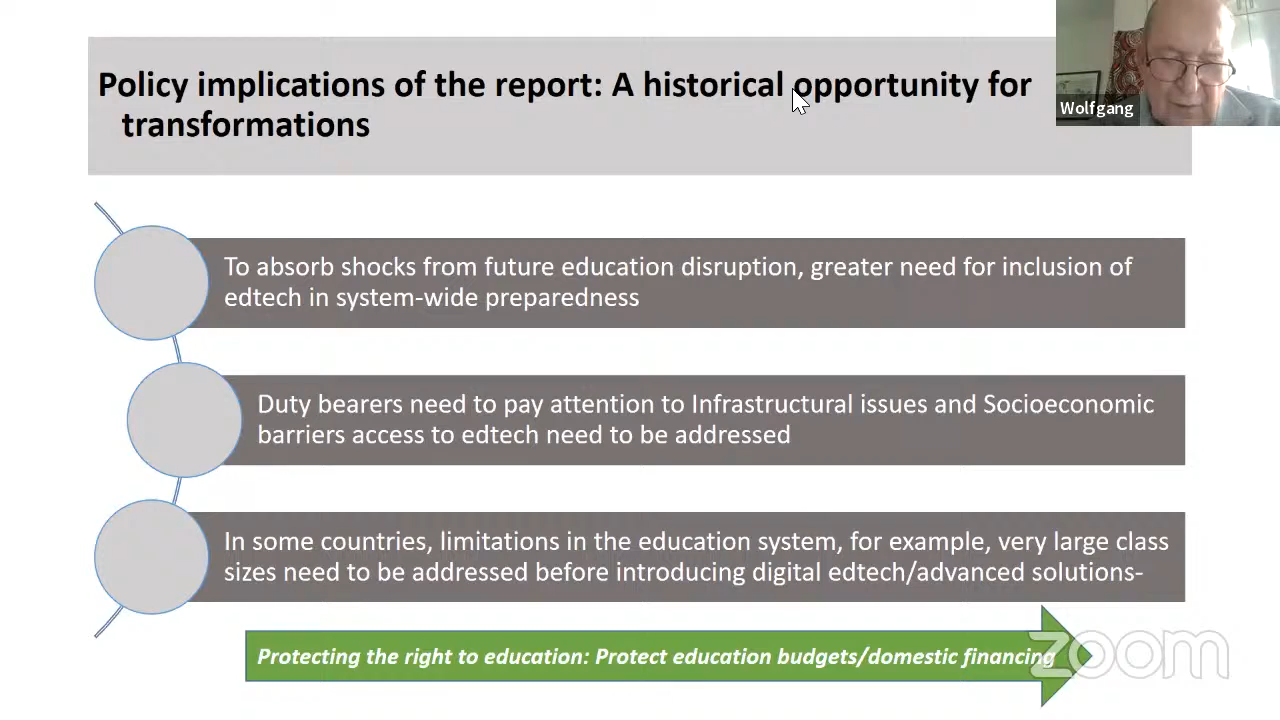 Policy implications of the report: A historical opportunity for
transformations
Wolfgang
To absorb shocks from future education disruption, greater need for inclusion of
edtech in system-wide preparedness
Duty bearers need to pay attention to Infrastructural issues and Socioeconomic
barriers access to edtech need to be addressed
In some countries, limitations in the education system, for example, very large class
sizes need to be addressed before introducing digital edtech/advanced solutions-
Protecting the right to education: Protect education budgets/domestic financing
zoom